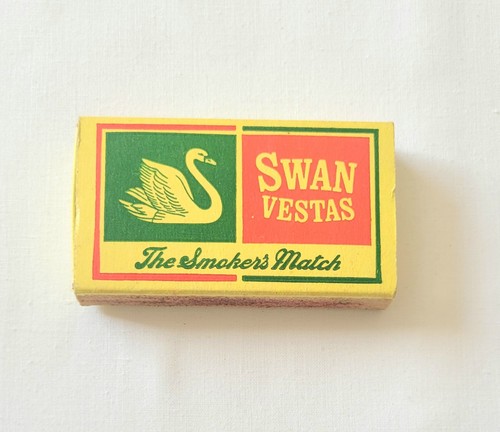 SWAN
VESTAS
The Smoker's Match